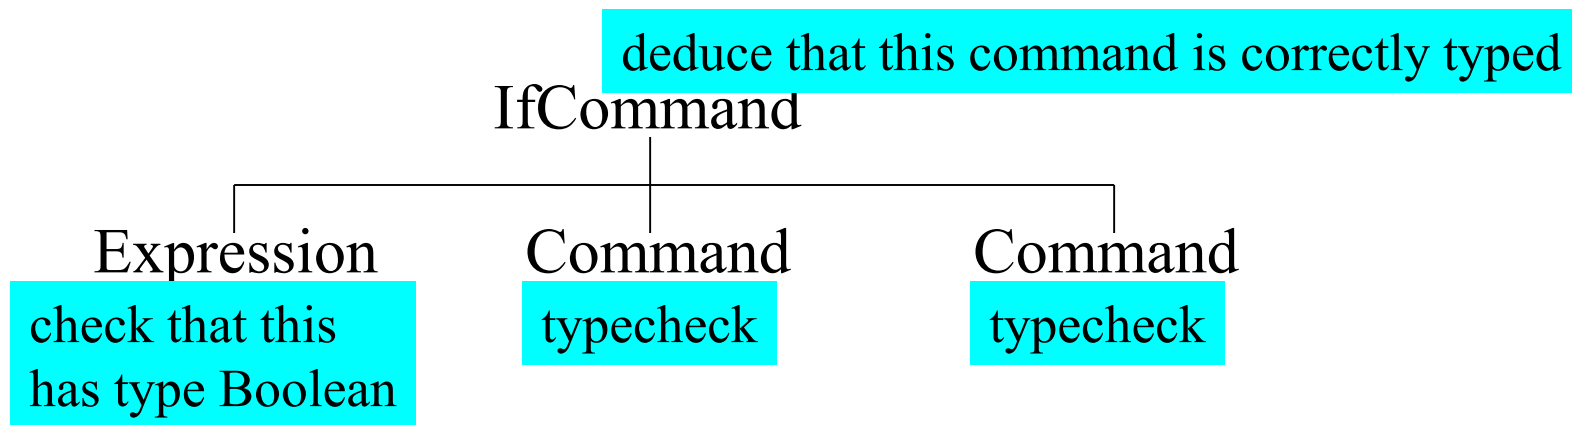 deduce that this command is correctly typed
IfCommand
Expression
Command
Command
check that this
has type Boolean
typecheck
typecheck